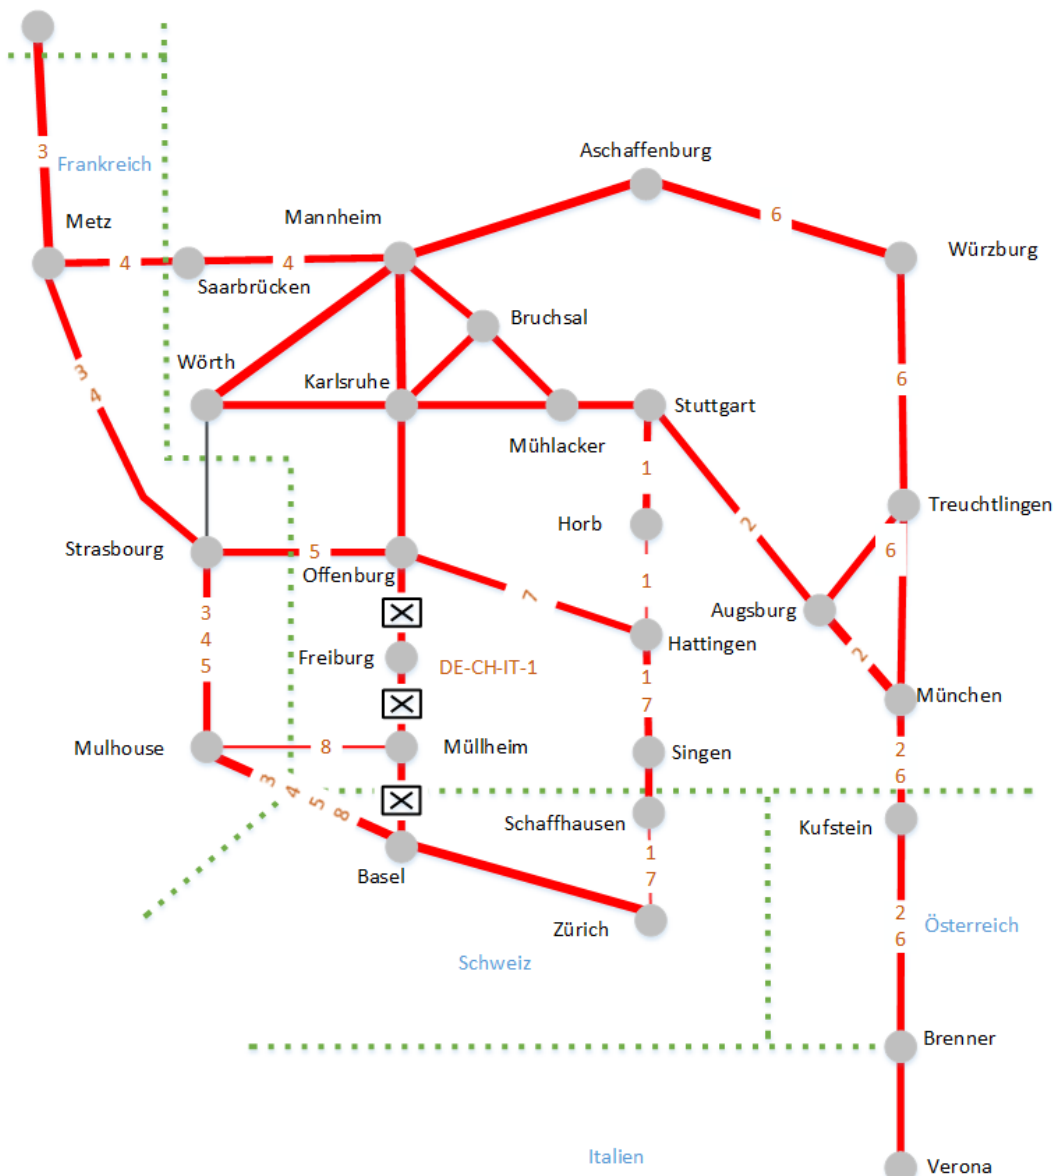 3
Aschaffenburg
Frankreich
Metz
Mannheim
6
Würzburg
4
4
Saarbrücken
Bruchsal
Wörth
3
4
Karlsruhe
6
Stuttgart
Mühlacker
1
Treuchtlingen
Horb
2
Strasbourg
5
6
Offenburg
1
7
Augsburg
3
4
5
Hattingen
Freiburg
DE-CH-IT-1
2
1
7
München
Mulhouse
8
Müllheim
Singen
2
6
3
4
5
8
Schaffhausen
Kufstein
1
7
Basel
Zürich
2
6
Österreich
Schweiz
Brenner
Italien
Verona